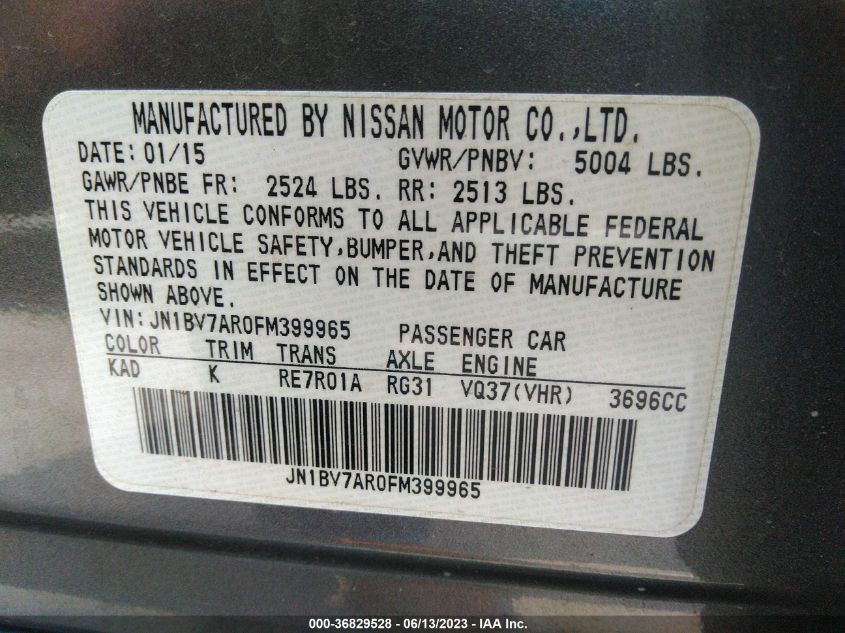 MANUFACTURED BY NISSAN MOTOR CO.,LTD.
DATE: 01/15 GVWR/PNBV: 5004 LBS.
GAWR/PNBE FR: 2524 LBS. RR: 2513 LBS.
THIS VEHICLE CONFORMS TO ALL APPLICABLE FEDERAL
MOTOR VEHICLE SAFETY,BUMPER,AND THEFT PREVENTION
STANDARDS IN EFFECT ON THE DATE OF MANUFACTURE
SHOWN ABOVE.
VIN: JN1BV7AR0FM399965 PASSENGER CAR
COLOR TRIM TRANS AXLE ENGINE
KAD K RE7R01A RG31 VQ37(VHR) 3696CC
JN1BV7AR0FM399965
000-36829528 - 06/13/2023 - IAA Inc.